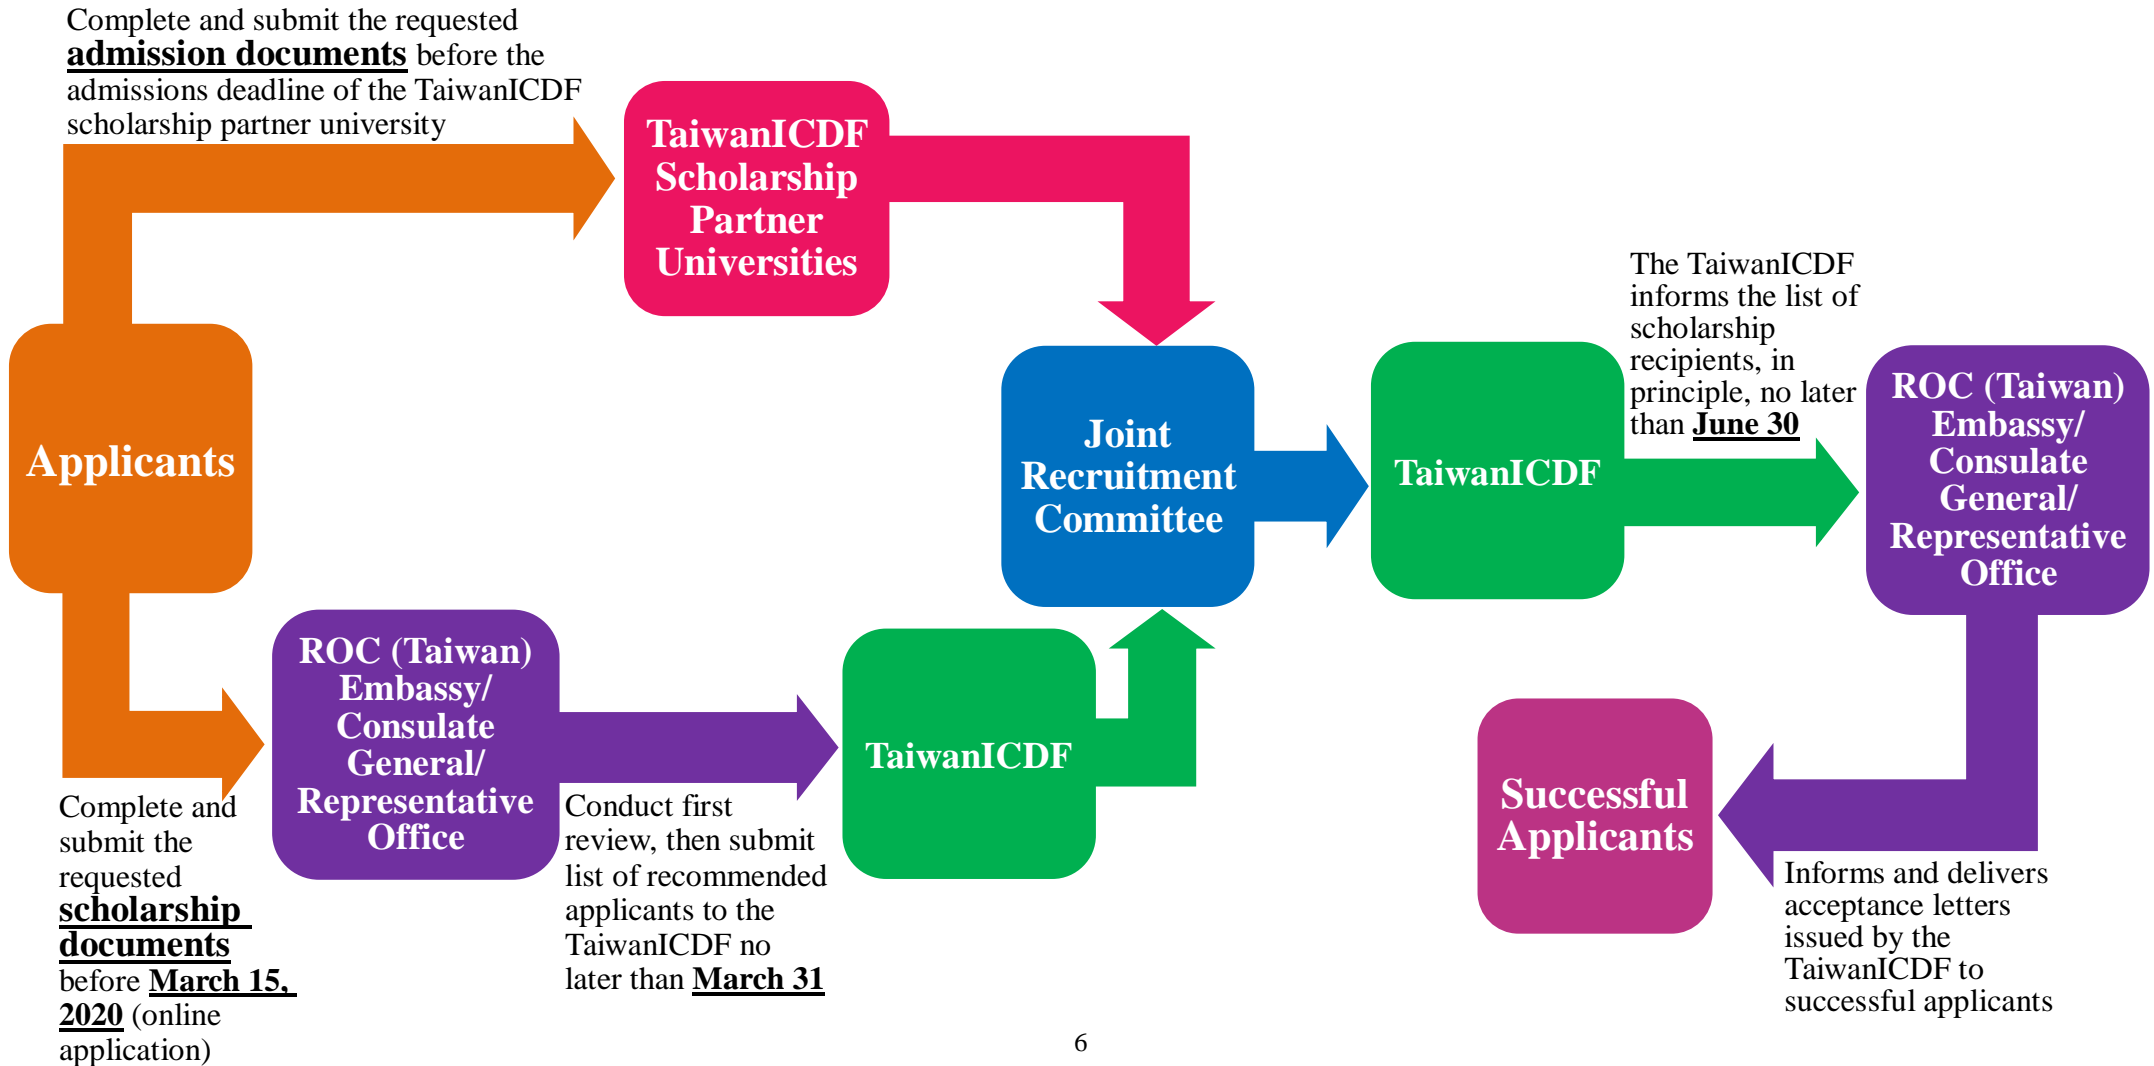 Complete and submit the requested
admission documents before the
admissions deadline of the TaiwanICDF
scholarship partner university
TaiwanICDF
Scholarship
Partner
Universities
Applicants
ROC (Taiwan)
Embassy/
Consulate
General/
Representative
Office
Complete and
submit the
requested
scholarship
documents
before March 15,
2020 (online
application)
Conduct first
review, then submit
list of recommended
applicants to the
TaiwanICDF no
later than March 31
TaiwanICDF
Joint
Recruitment
Committee
TaiwanICDF
The TaiwanICDF
informs the list of
scholarship
recipients, in
principle, no later
than June 30
ROC (Taiwan)
Embassy/
Consulate
General/
Representative
Office
Successful
Applicants
Informs and delivers
acceptance letters
issued by the
TaiwanICDF to
successful applicants
6